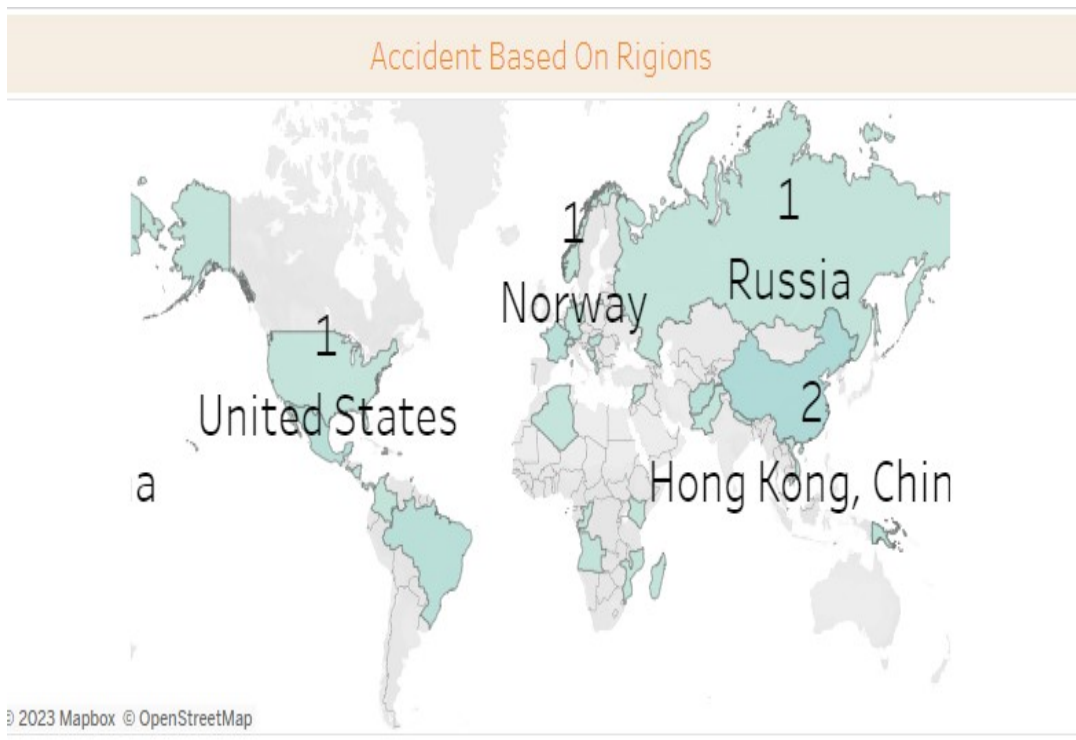 Accident Based On Rigions
1
Russia
1
Norway
1
United States
2
Hong Kong, Chin
a
© 2023 Mapbox © OpenStreetMap